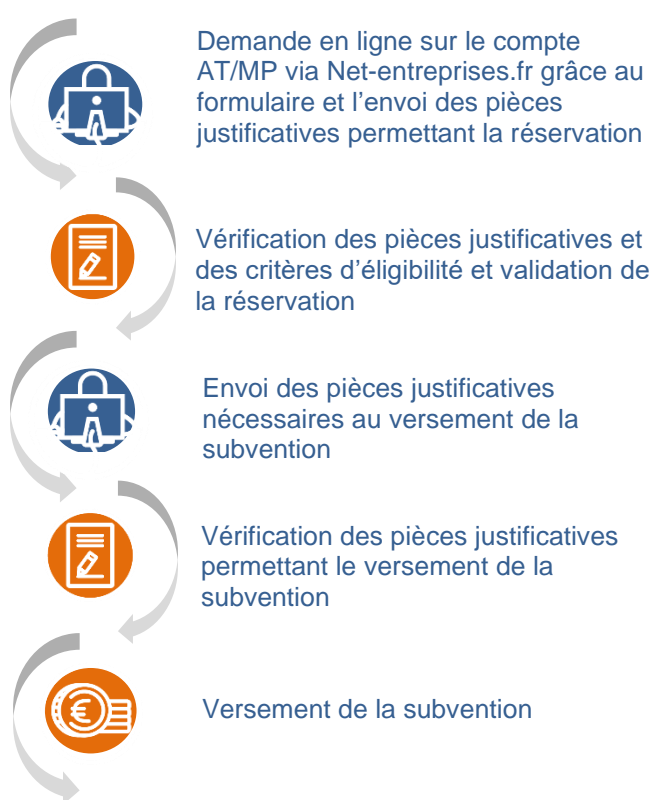 Demande en ligne sur le compte
AT/MP via Net-entreprises.fr grâce au
formulaire et l’envoi des pièces
justificatives permettant la réservation
Vérification des pièces justificatives et
des critères d’éligibilité et validation de
la réservation
Envoi des pièces justificatives
nécessaires au versement de la
subvention
Vérification des pièces justificatives
permettant le versement de la
subvention
€
Versement de la subvention